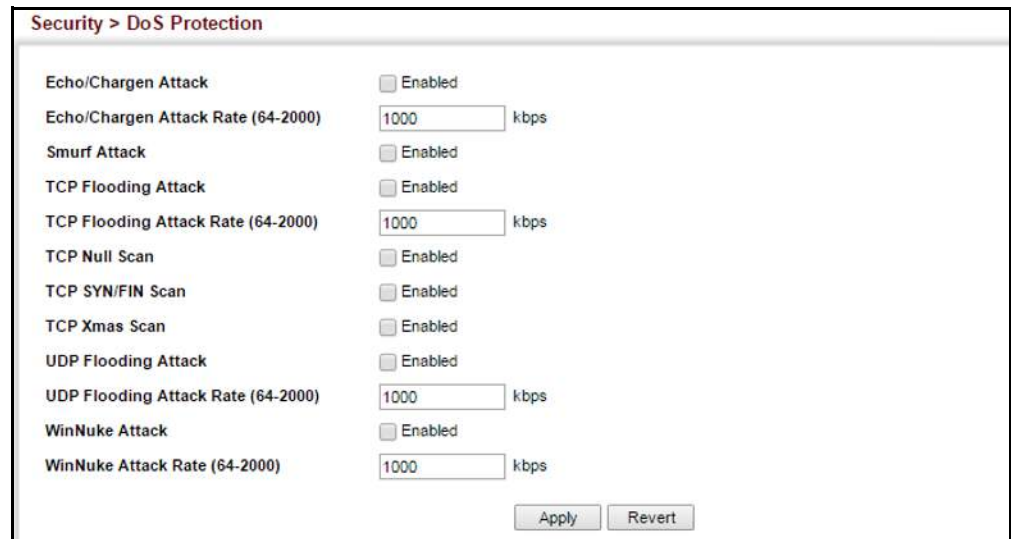 Security > DoS Protection
Echo/Chargen Attack Enabled
Echo/Chargen Attack Rate (64-2000) 1000 kbps
Smurf Attack Enabled
TCP Flooding Attack Enabled
TCP Flooding Attack Rate (64-2000) 1000 kbps
TCP Null Scan Enabled
TCP SYN/FIN Scan Enabled
TCP Xmas Scan Enabled
UDP Flooding Attack Enabled
UDP Flooding Attack Rate (64-2000) 1000 kbps
WinNuke Attack Enabled
WinNuke Attack Rate (64-2000) 1000 kbps
Apply Revert